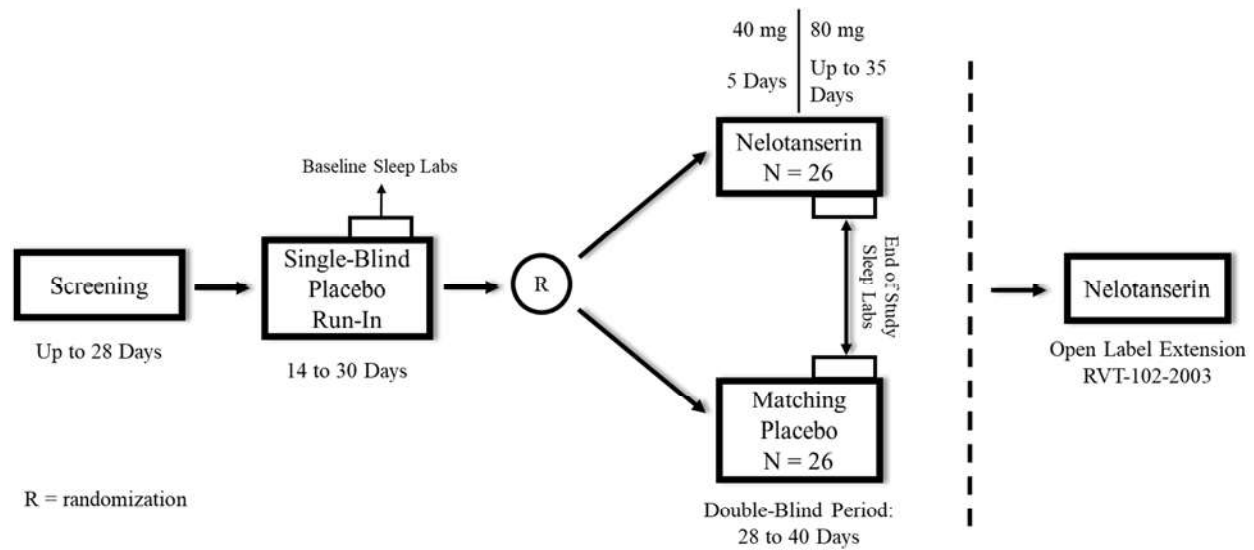 40 mg
80 mg
5 Days
Up to 35
Days
Nelotanserin
N = 26
Baseline Sleep Labs
Single-Blind
Placebo
Run-In
14 to 30 Days
Screening
Up to 28 Days
R
End of Study
Sleep Labs
Matching
Placebo
N = 26
Double-Blind Period:
28 to 40 Days
Nelotanserin
Open Label Extension
RVT-102-2003
R = randomization